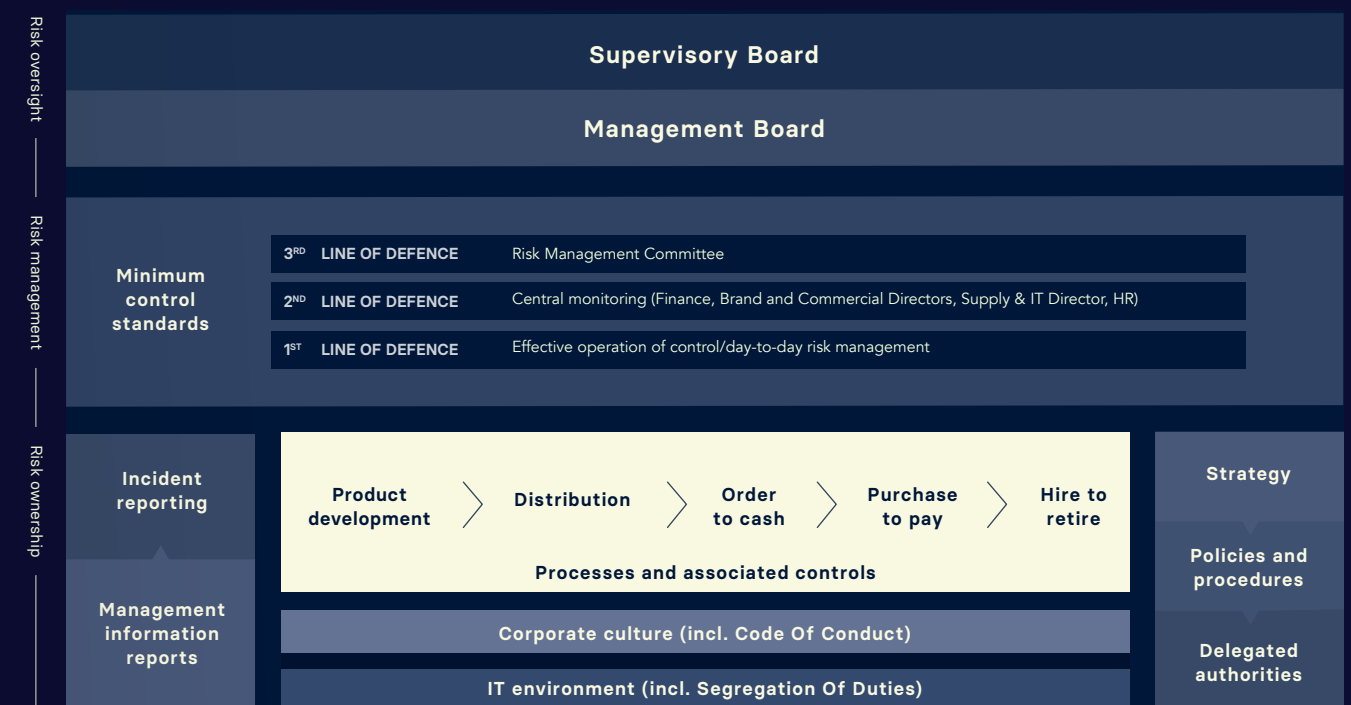 Risk oversight
Supervisory Board
Management Board
Risk management
Minimum
control
standards
3RD LINE OF DEFENCE Risk Management Committee
2ND LINE OF DEFENCE Central monitoring (Finance, Brand and Commercial Directors, Supply & IT Director, HR)
1ST LINE OF DEFENCE Effective operation of control/day-to-day risk management
Risk ownership
Incident
reporting
Management
information
reports
Product
development
Distribution
Order
to cash
Purchase
to pay
Hire to
retire
Processes and associated controls
Corporate culture (incl. Code Of Conduct)
IT environment (incl. Segregation Of Duties)
Strategy
Policies and
procedures
Delegated
authorities